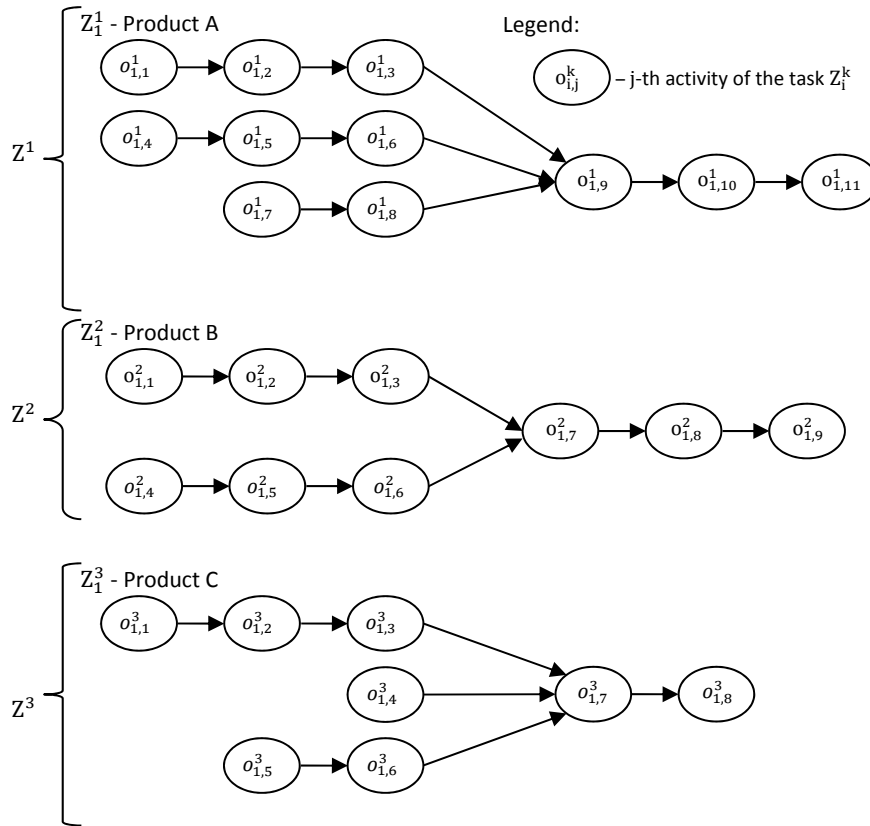 Z₁¹ - Product A
Legend:
o¹₁,₁ o¹₁,₂ o¹₁,₃
oᵏᵢ,ⱼ – j-th activity of the task Zᵢᵏ
o¹₁,₄ o¹₁,₅ o¹₁,₆
Z¹
o¹₁,₉ o¹₁,₁₀ o¹₁,₁₁
o¹₁,₇ o¹₁,₈
Z₁² - Product B
o²₁,₁ o²₁,₂ o²₁,₃
Z²
o²₁,₇ o²₁,₈ o²₁,₉
o²₁,₄ o²₁,₅ o²₁,₆
Z₁³ - Product C
o³₁,₁ o³₁,₂ o³₁,₃
Z³
o³₁,₄ o³₁,₇ o³₁,₈
o³₁,₅ o³₁,₆